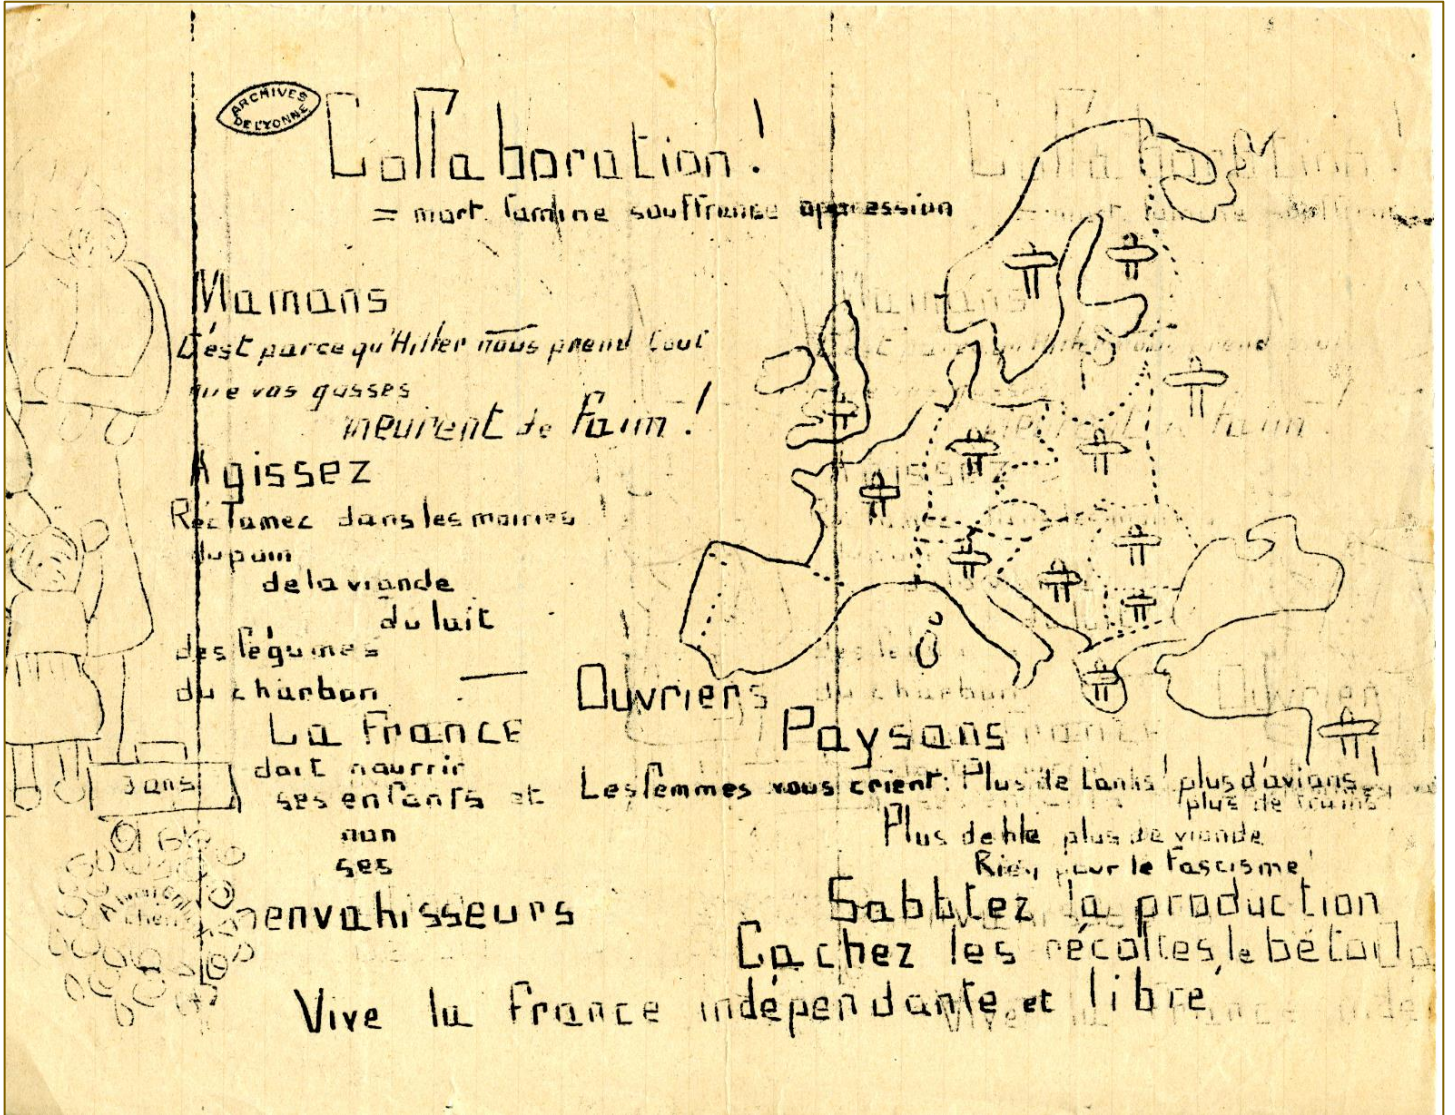 ARCHIVES
DE L'YONNE
Collaboration !
= mort famine souffrance oppression
Mamans
C'est parce qu'Hitler nous prend tout
que vos gosses
meurent de faim !
Agissez
Réclamez dans les mairies
du pain
de la viande
du lait
des légumes
du charbon
La France
doit nourrir
ses enfants et
non
ses
envahisseurs
3 ans
Ouvriers
Paysans
Les femmes vous crient : Plus de tanks ! plus d'avions !
plus de trains
Plus de blé plus de viande
Rien pour le fascisme !
Sabbtez la production
Cachez les récoltes, le bétail
Vive la France indépendante et libre